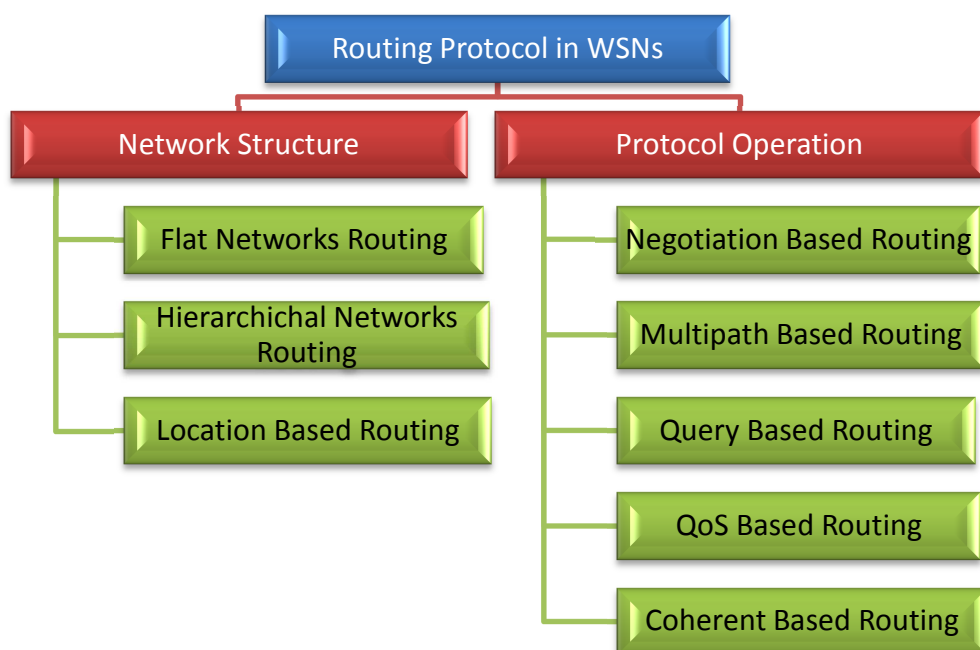 Routing Protocol in WSNs
Network Structure
Flat Networks Routing
Hierarchichal Networks
Routing
Location Based Routing
Protocol Operation
Negotiation Based Routing
Multipath Based Routing
Query Based Routing
QoS Based Routing
Coherent Based Routing